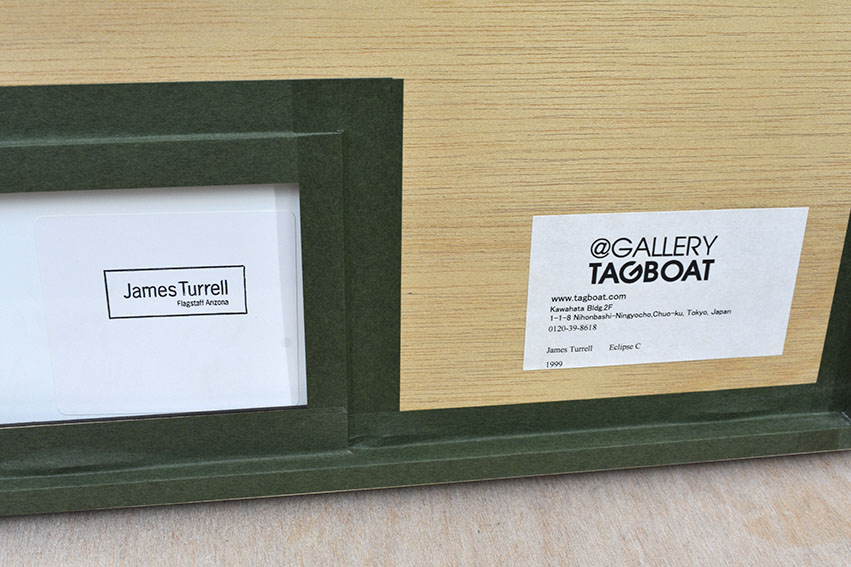 James Turrell
Flagstaff Arizona
@GALLERY
TAGBOAT
www.tagboat.com
Kawahata Bldg.2F
1-1-8 Nihonbashi-Ningyocho,Chuo-ku, Tokyo, Japan
0120-39-8618
James Turrell Eclipse C
1999